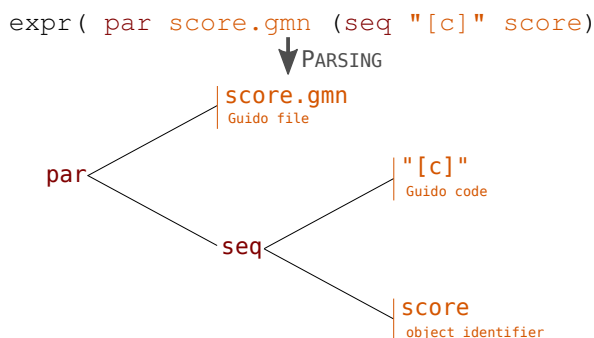 expr( par score.gmn (seq "[c]" score)
PARSING
score.gmn
Guido file
par
"[c]"
Guido code
seq
score
object identifier